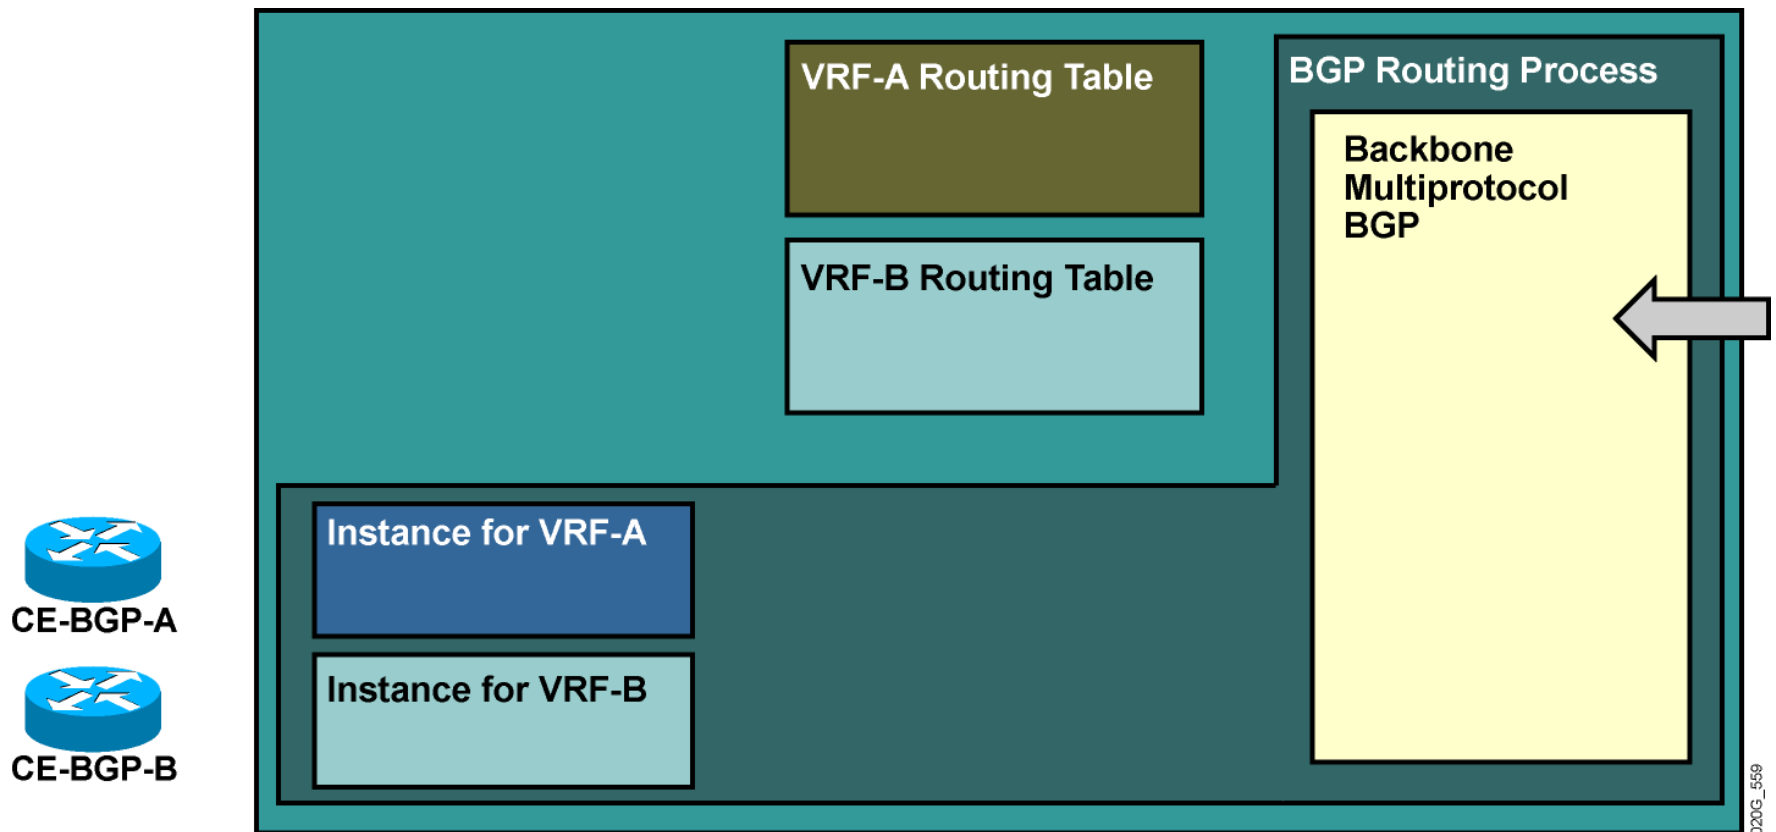 VRF-A Routing Table
BGP Routing Process
Backbone
Multiprotocol
BGP
VRF-B Routing Table
Instance for VRF-A
CE-BGP-A
Instance for VRF-B
CE-BGP-B
020G_559